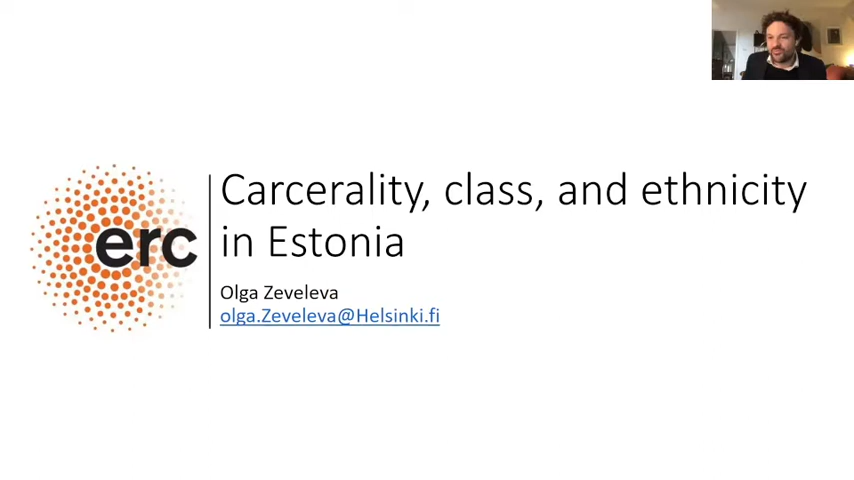 Carcerality, class, and ethnicity
in Estonia
erc
Olga Zeveleva
olga.Zeveleva@Helsinki.fi